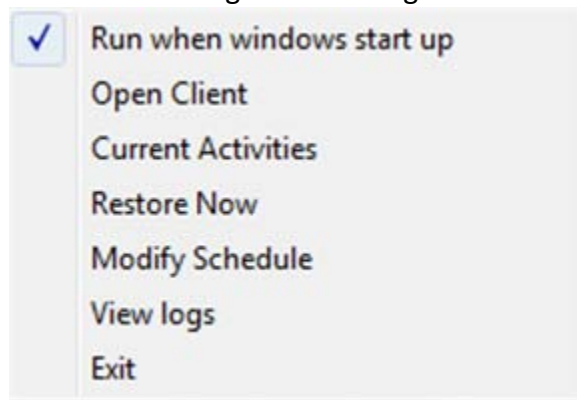 Run when windows start up
Open Client
Current Activities
Restore Now
Modify Schedule
View logs
Exit